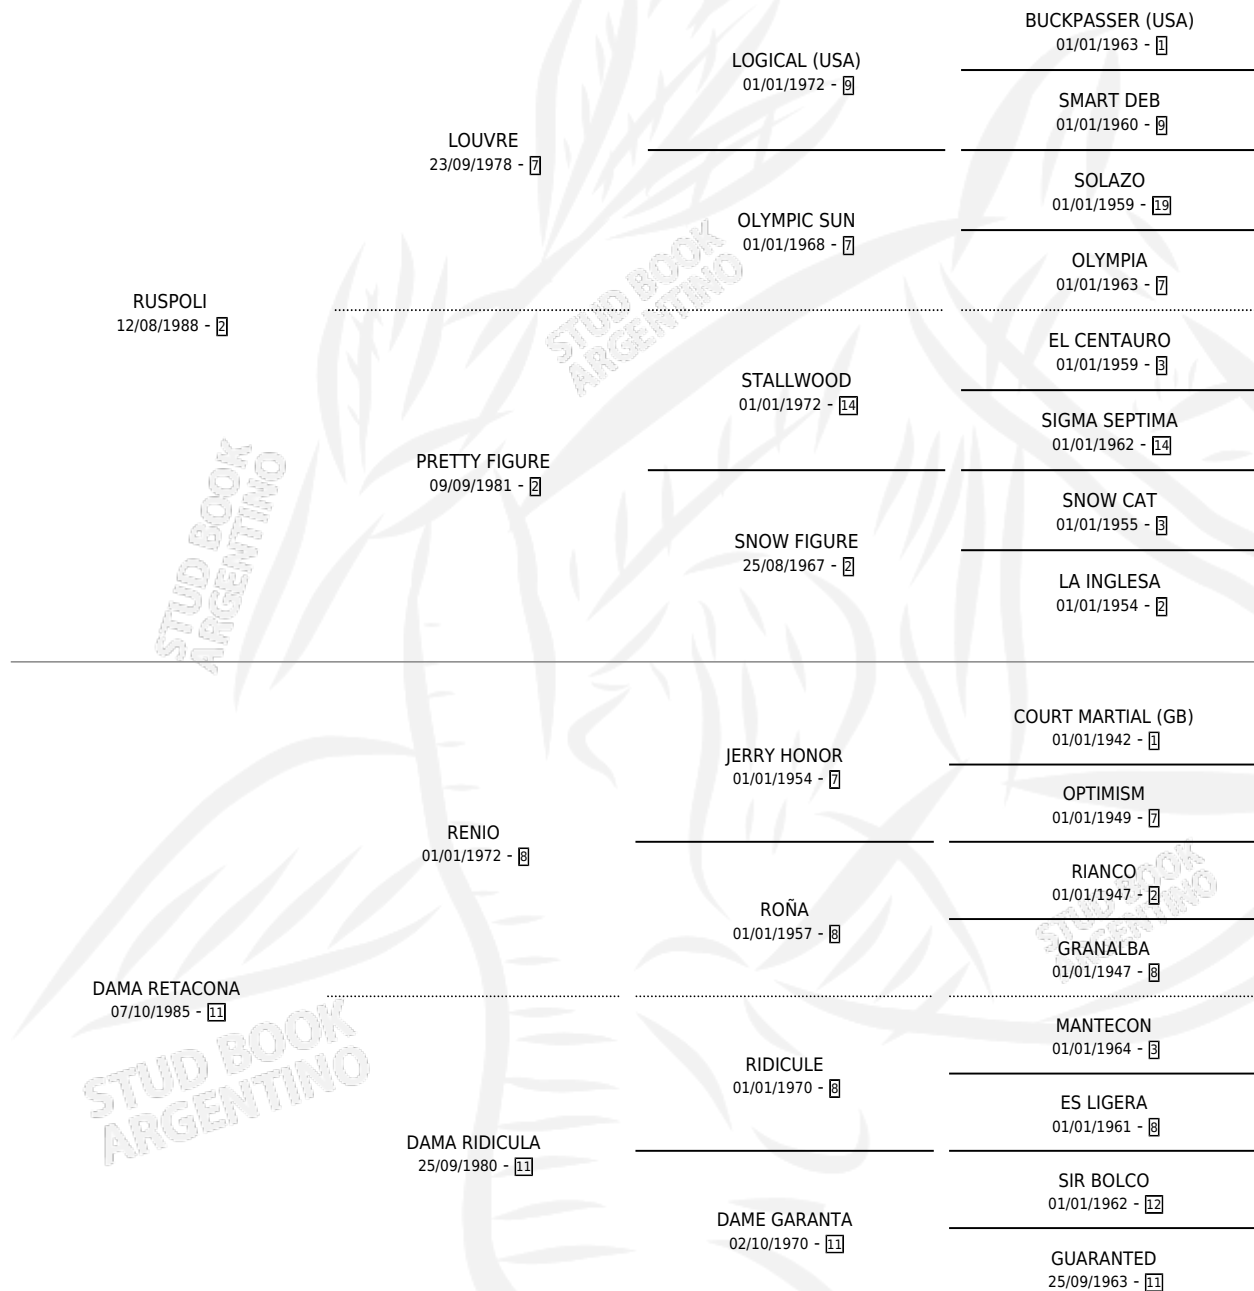 BUCKPASSER (USA)
01/01/1963 - 1
LOGICAL (USA)
01/01/1972 - 9
SMART DEB
01/01/1960 - 9
LOUVRE
23/09/1978 - 7
SOLAZO
01/01/1959 - 19
OLYMPIC SUN
01/01/1968 - 7
OLYMPIA
01/01/1963 - 7
RUSPOLI
12/08/1988 - 2
EL CENTAURO
01/01/1959 - 3
STALLWOOD
01/01/1972 - 14
SIGMA SEPTIMA
01/01/1962 - 14
PRETTY FIGURE
09/09/1981 - 2
SNOW CAT
01/01/1955 - 3
SNOW FIGURE
25/08/1967 - 2
LA INGLESA
01/01/1954 - 2
COURT MARTIAL (GB)
01/01/1942 - 1
JERRY HONOR
01/01/1954 - 7
OPTIMISM
01/01/1949 - 7
RENIO
01/01/1972 - 8
RIANCO
01/01/1947 - 2
ROÑA
01/01/1957 - 8
GRANALBA
01/01/1947 - 8
DAMA RETACONA
07/10/1985 - 11
MANTECON
01/01/1964 - 3
RIDICULE
01/01/1970 - 8
ES LIGERA
01/01/1961 - 8
DAMA RIDICULA
25/09/1980 - 11
SIR BOLCO
01/01/1962 - 12
DAME GARANTA
02/10/1970 - 11
GUARANTED
25/09/1963 - 11
STUD BOOK
ARGENTINO
STUD BOOK
ARGENTINO
STUD BOOK
ARGENTINO
STUD BOOK
ARGENTINO